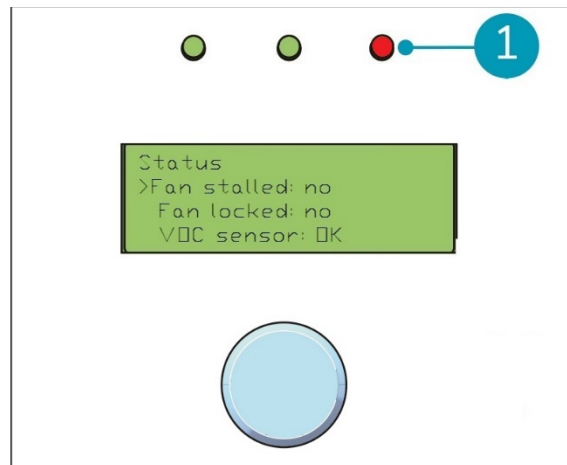 1
Status
>Fan stalled: no
Fan locked: no
VOC sensor: OK